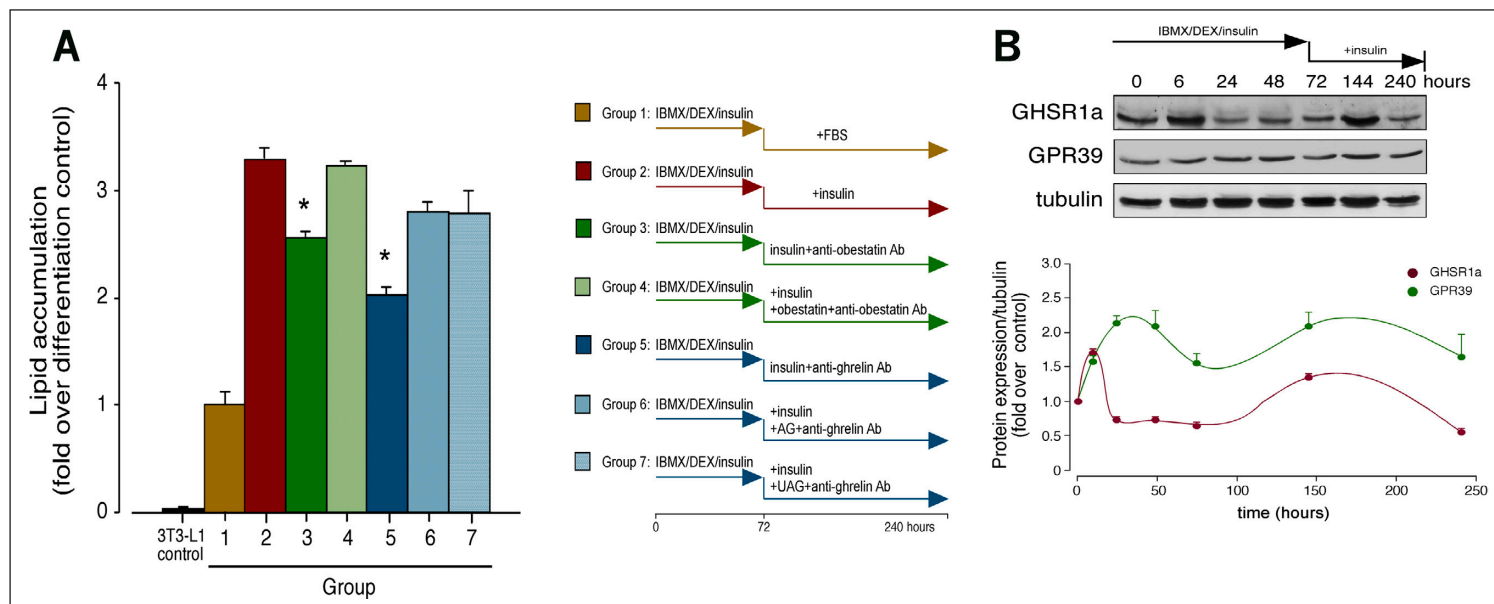 A
Lipid accumulation
(fold over differentiation control)
4
3
2
1
0
*
*
3T3-L1
control
1 2 3 4 5 6 7
Group
Group 1: IBMX/DEX/insulin
+FBS
Group 2: IBMX/DEX/insulin
+insulin
Group 3: IBMX/DEX/insulin
insulin+anti-obestatin Ab
Group 4: IBMX/DEX/insulin
+insulin
+obestatin+anti-obestatin Ab
Group 5: IBMX/DEX/insulin
insulin+anti-ghrelin Ab
Group 6: IBMX/DEX/insulin
+insulin
+AG+anti-ghrelin Ab
Group 7: IBMX/DEX/insulin
+insulin
+UAG+anti-ghrelin Ab
0 72 240 hours
B
IBMX/DEX/insulin
+insulin
0 6 24 48 72 144 240 hours
GHSR1a
GPR39
tubulin
Protein expression/tubulin
(fold over control)
3.0
2.5
2.0
1.5
1.0
0.5
0
GHSR1a
GPR39
0 50 100 150 200 250
time (hours)